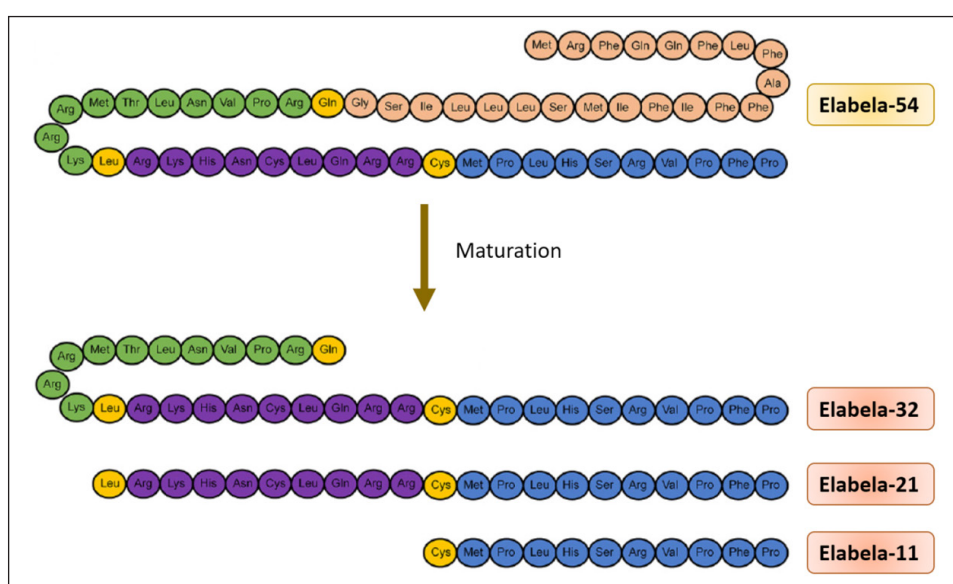 Met Arg Phe Gln Gln Phe Leu Phe
Ala
Arg Met Thr Leu Asn Val Pro Arg Gln Gly Ser Ile Leu Leu Leu Ser Met Ile Phe Ile Phe Phe
Elabela-54
Arg
Lys Leu Arg Lys His Asn Cys Leu Gln Arg Arg Cys Met Pro Leu His Ser Arg Val Pro Phe Pro
Maturation
Arg Met Thr Leu Asn Val Pro Arg Gln
Arg
Lys Leu Arg Lys His Asn Cys Leu Gln Arg Arg Cys Met Pro Leu His Ser Arg Val Pro Phe Pro
Elabela-32
Leu Arg Lys His Asn Cys Leu Gln Arg Arg Cys Met Pro Leu His Ser Arg Val Pro Phe Pro
Elabela-21
Cys Met Pro Leu His Ser Arg Val Pro Phe Pro
Elabela-11